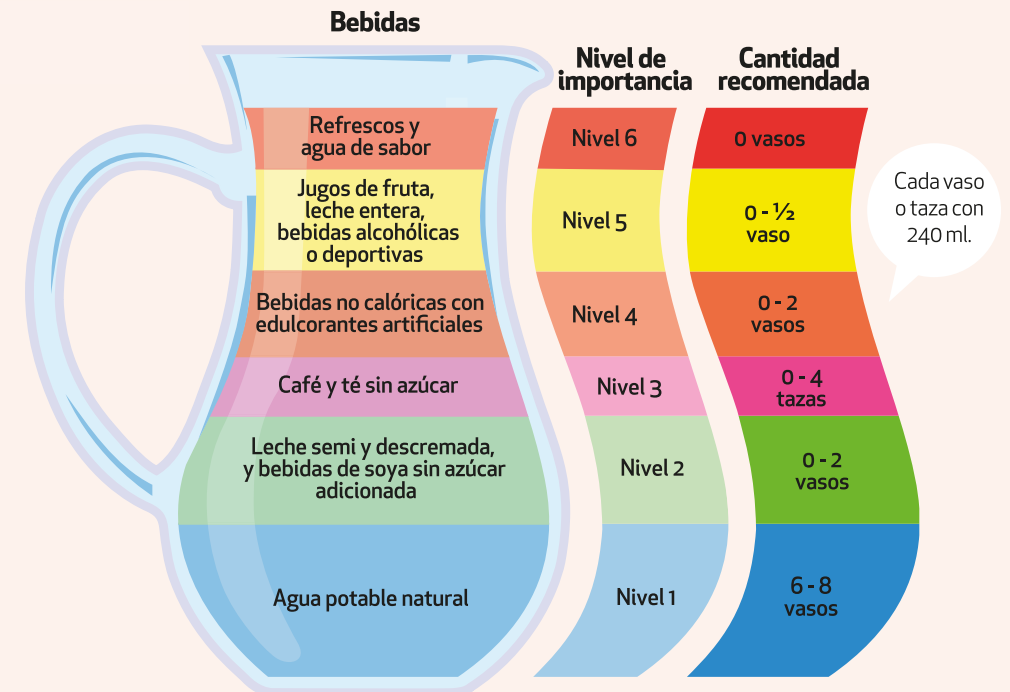 Bebidas
Nivel de
importancia
Cantidad
recomendada
Refrescos y
agua de sabor
Nivel 6
0 vasos
Jugos de fruta,
leche entera,
bebidas alcohólicas
o deportivas
Nivel 5
0 - ½
vaso
Cada vaso
o taza con
240 ml.
Bebidas no calóricas con
edulcorantes artificiales
Nivel 4
0 - 2
vasos
Café y té sin azúcar
Nivel 3
0 - 4
tazas
Leche semi y descremada,
y bebidas de soya sin azúcar
adicionada
Nivel 2
0 - 2
vasos
Agua potable natural
Nivel 1
6 - 8
vasos